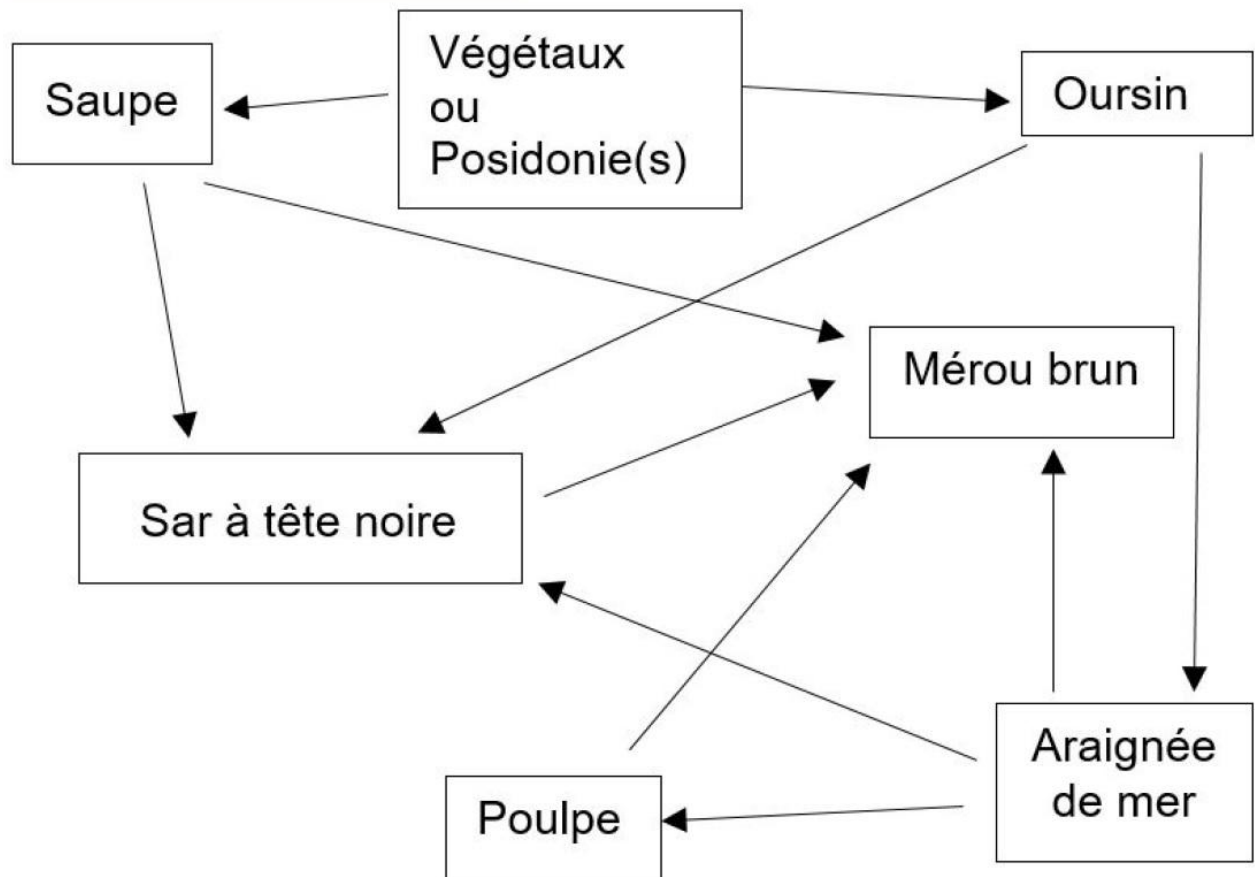 Végétaux
ou
Posidonie(s)
Saupe
Oursin
Mérou brun
Sar à tête noire
Araignée
de mer
Poulpe